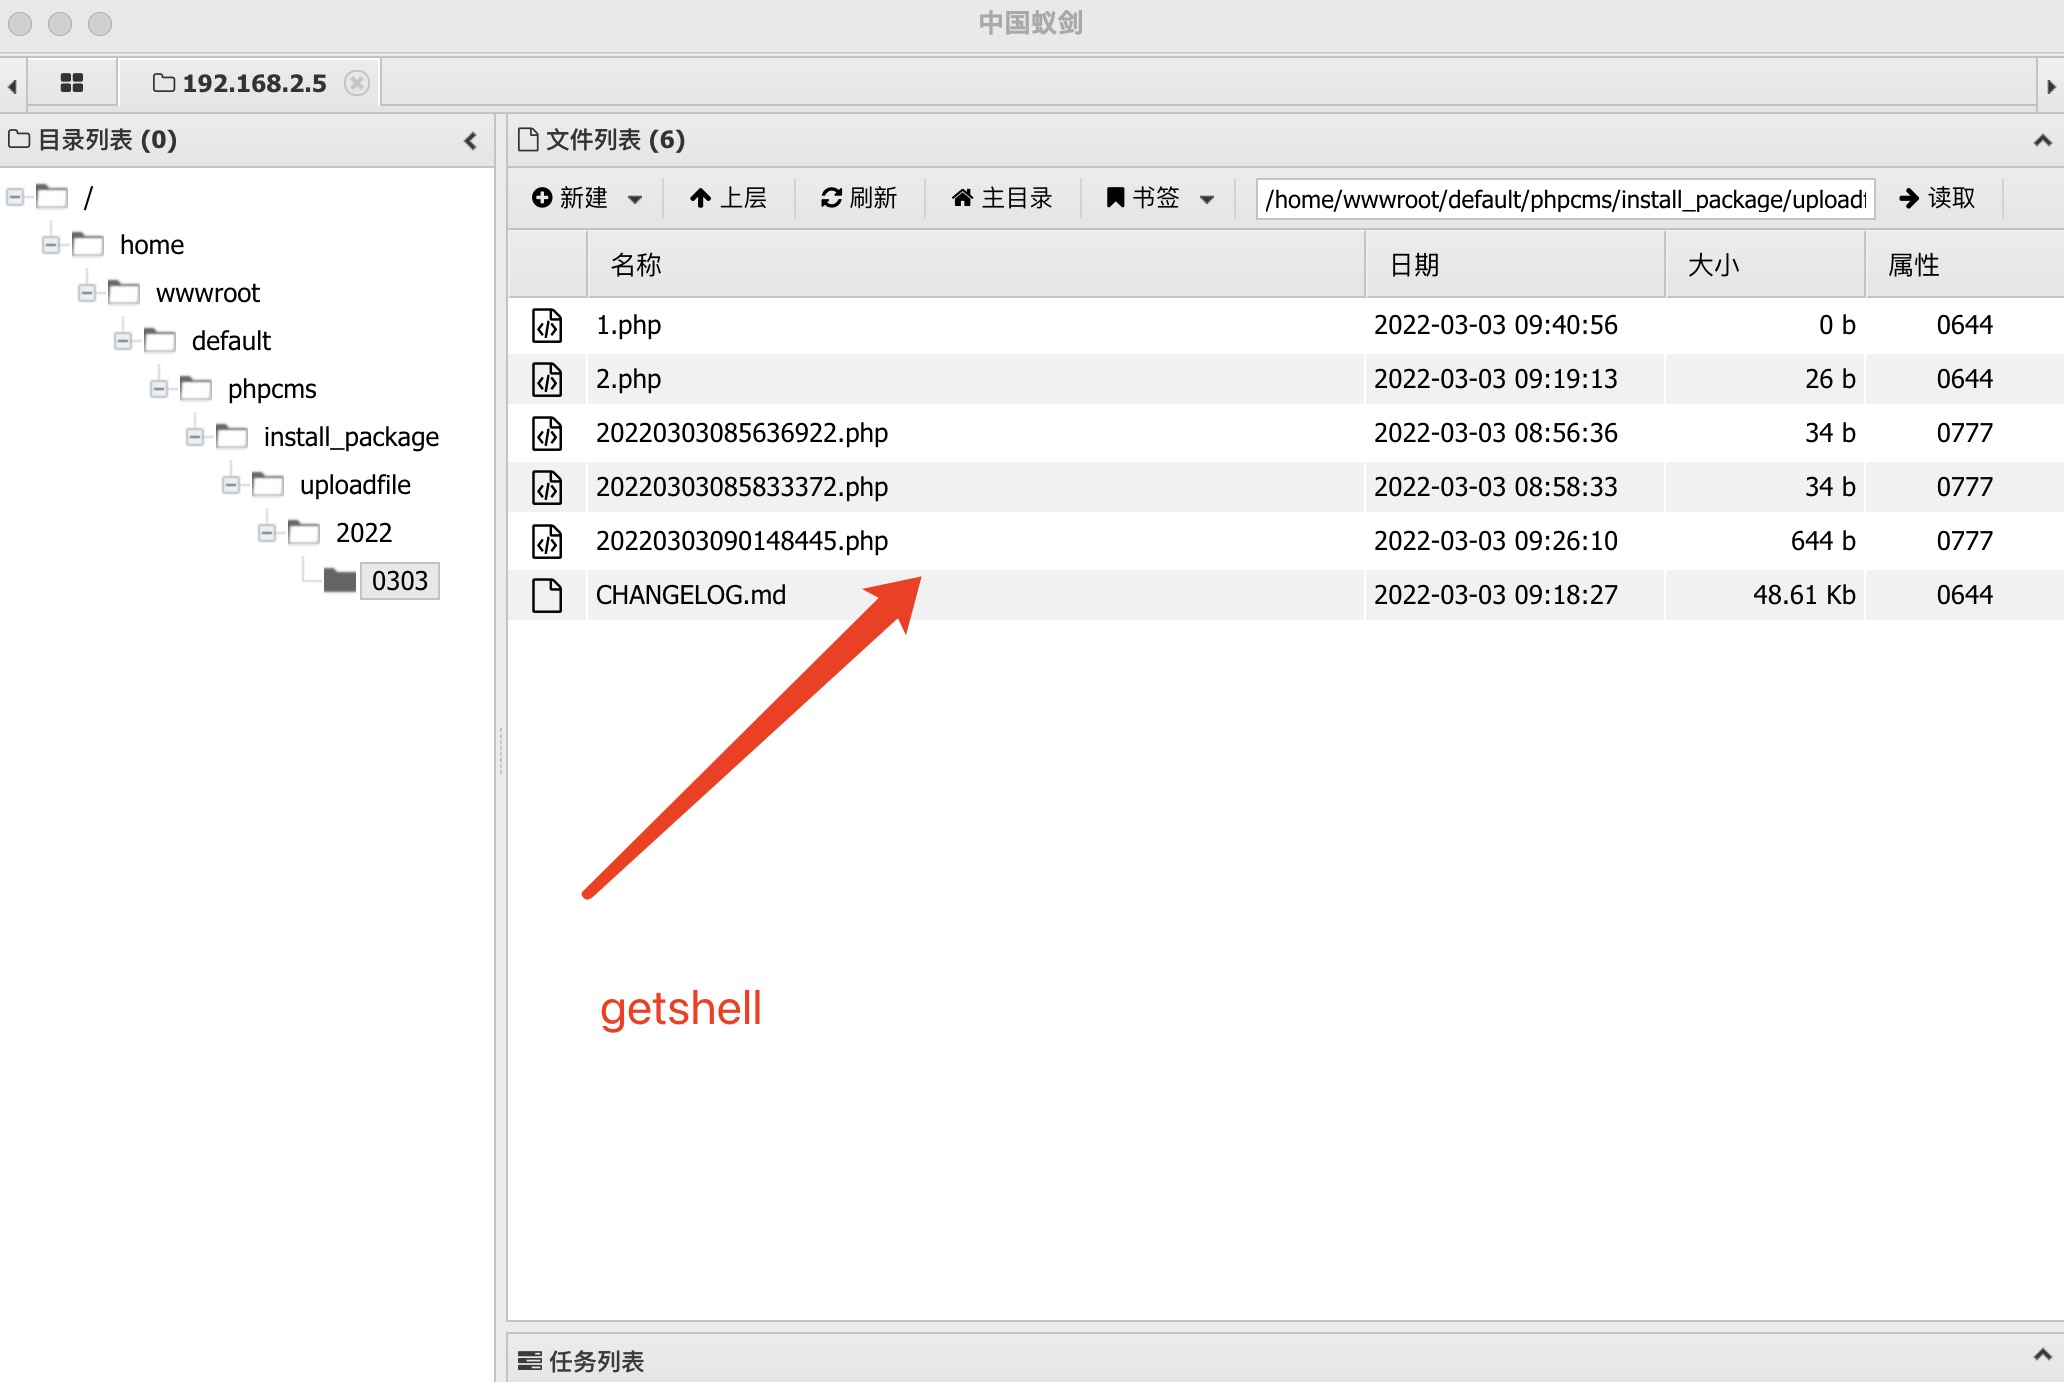 中国蚁剑
192.168.2.5
目录列表 (0)
/
home
wwwroot
default
phpcms
install_package
uploadfile
2022
0303
文件列表 (6)
新建 上层 刷新 主目录 书签 /home/wwwroot/default/phpcms/install_package/uploadf 读取
名称 日期 大小 属性
1.php 2022-03-03 09:40:56 0 b 0644
2.php 2022-03-03 09:19:13 26 b 0644
20220303085636922.php 2022-03-03 08:56:36 34 b 0777
20220303085833372.php 2022-03-03 08:58:33 34 b 0777
20220303090148445.php 2022-03-03 09:26:10 644 b 0777
CHANGELOG.md 2022-03-03 09:18:27 48.61 Kb 0644
getshell
任务列表